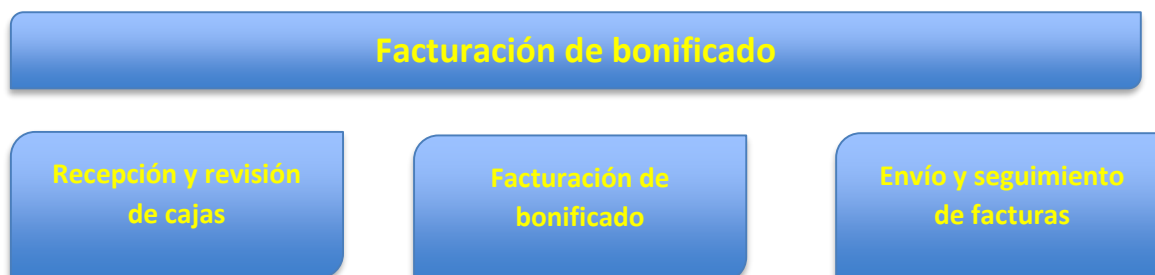 Facturación de bonificado
Recepción y revisión
de cajas
Facturación de
bonificado
Envío y seguimiento
de facturas